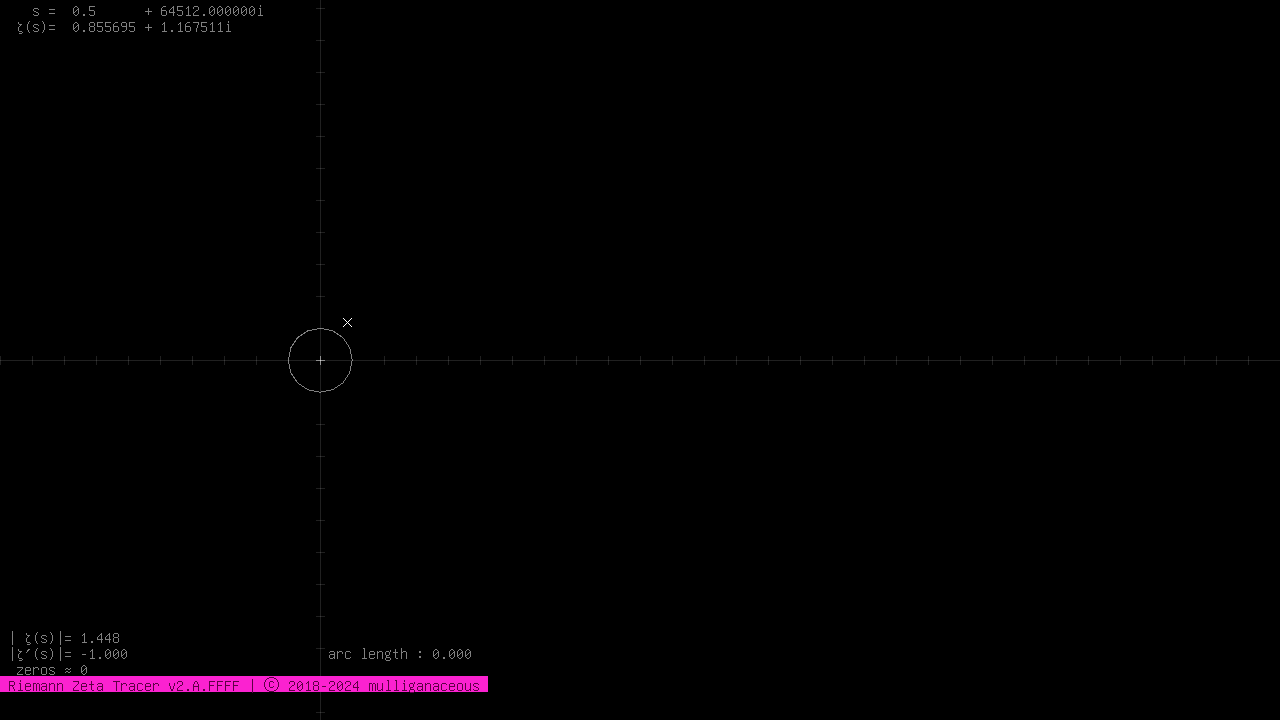 s = 0.5 + 64512.000000i
ζ(s)= 0.855695 + 1.167511i
| ζ(s)|= 1.448
|ζ′(s)|= -1.000
arc length : 0.000
zeros ≈ 0
Riemann Zeta Tracer v2.A.FFFF | © 2018-2024 mulliganaceous